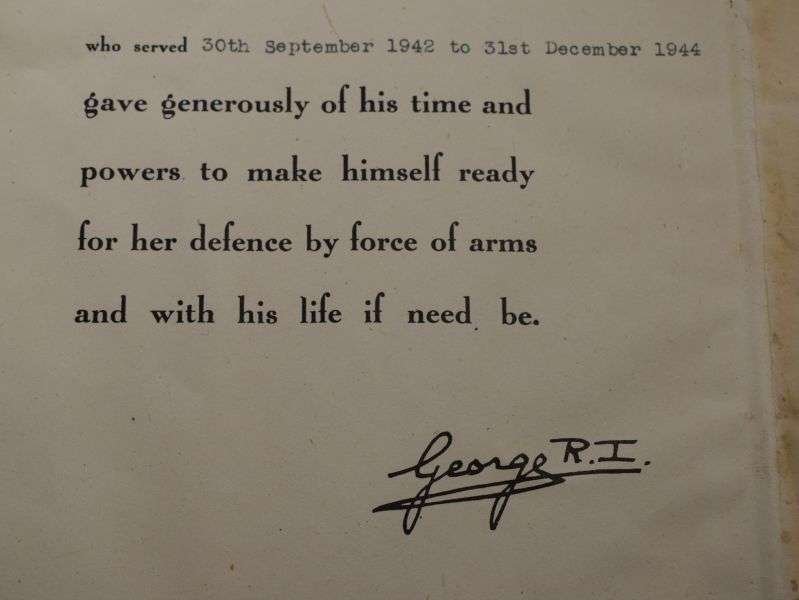 who served 30th September 1942 to 31st December 1944
gave generously of his time and
powers to make himself ready
for her defence by force of arms
and with his life if need be.
George R.I.